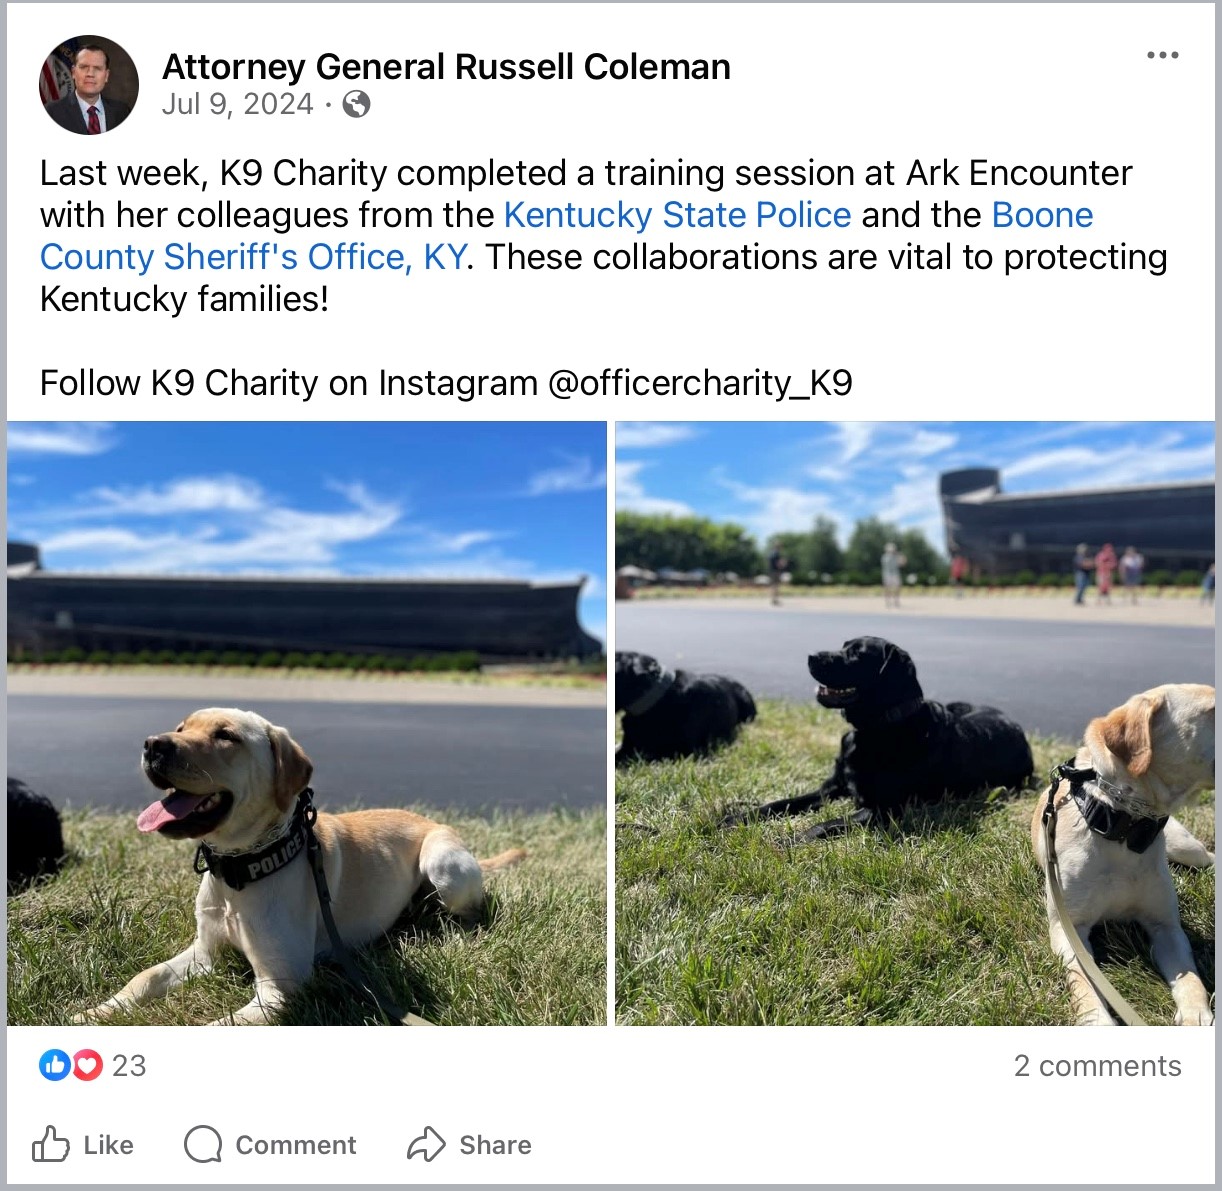 Attorney General Russell Coleman
Jul 9, 2024 ·
Last week, K9 Charity completed a training session at Ark Encounter
with her colleagues from the Kentucky State Police and the Boone
County Sheriff's Office, KY. These collaborations are vital to protecting
Kentucky families!
Follow K9 Charity on Instagram @officercharity_K9
POLICE
23
2 comments
Like
Comment
Share